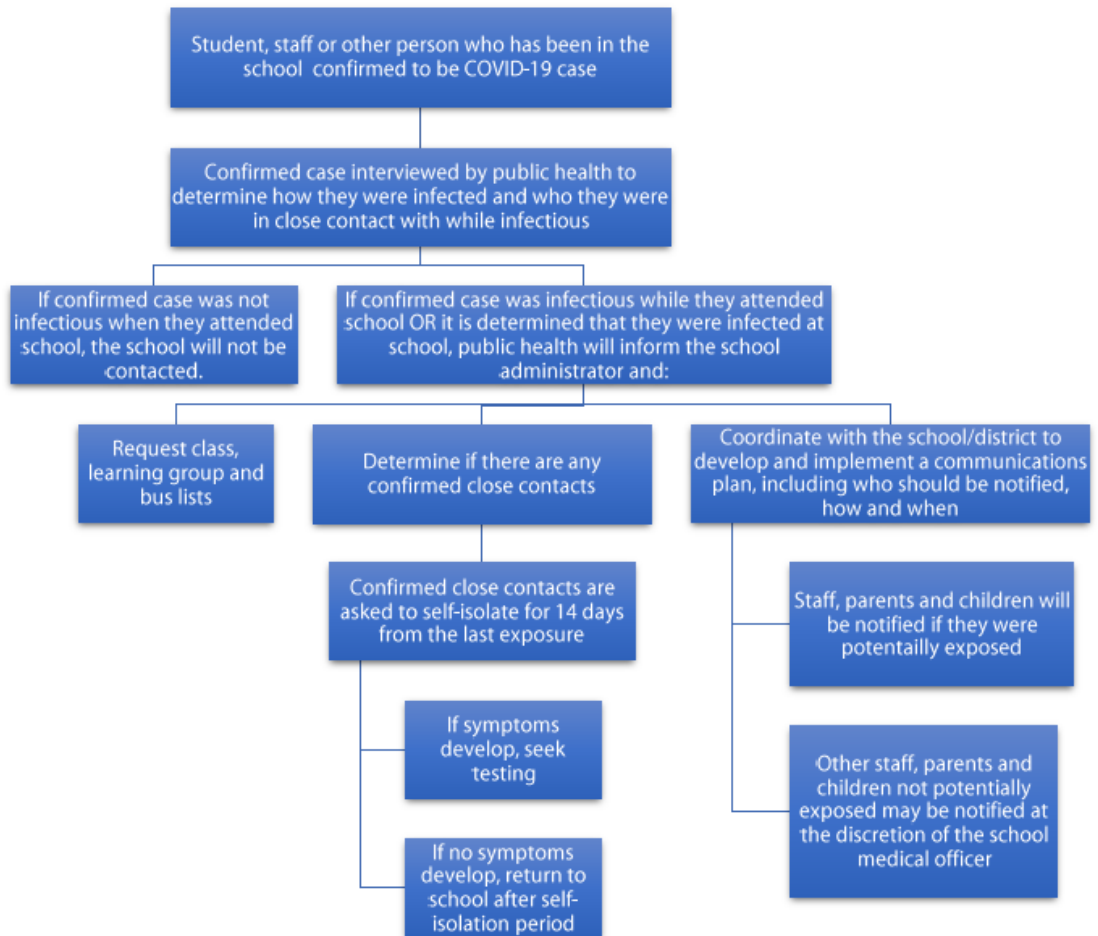 Student, staff or other person who has been in the
school confirmed to be COVID-19 case
Confirmed case interviewed by public health to
determine how they were infected and who they were
in close contact with while infectious
If confirmed case was not
infectious when they attended
school, the school will not be
contacted.
If confirmed case was infectious while they attended
school OR it is determined that they were infected at
school, public health will inform the school
administrator and:
Request class,
learning group and
bus lists
Determine if there are any
confirmed close contacts
Coordinate with the school/district to
develop and implement a communications
plan, including who should be notified,
how and when
Confirmed close contacts are
asked to self-isolate for 14 days
from the last exposure
Staff, parents and children will
be notified if they were
potentailly exposed
If symptoms
develop, seek
testing
Other staff, parents and
children not potentially
exposed may be notified at
the discretion of the school
medical officer
If no symptoms
develop, return to
school after self-
isolation period